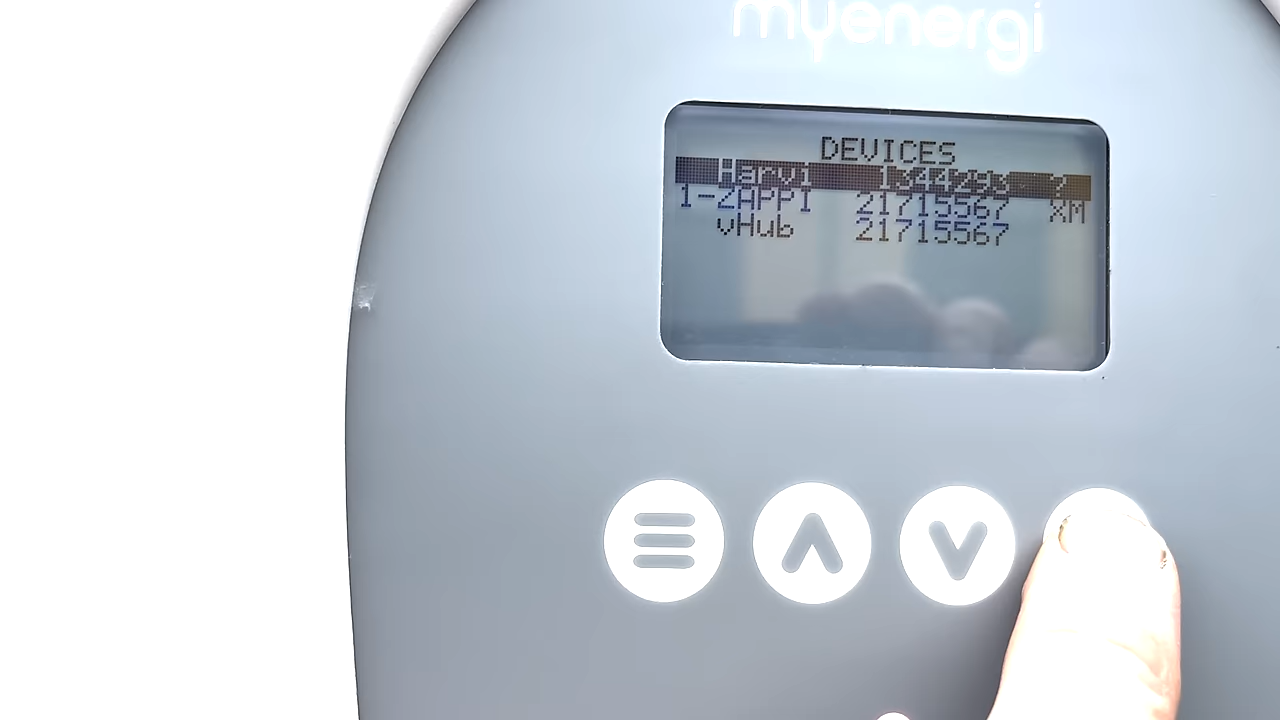 myenergi
DEVICES
Harvi ?
1-ZAPPI 21715567 XM
vHub 21715567